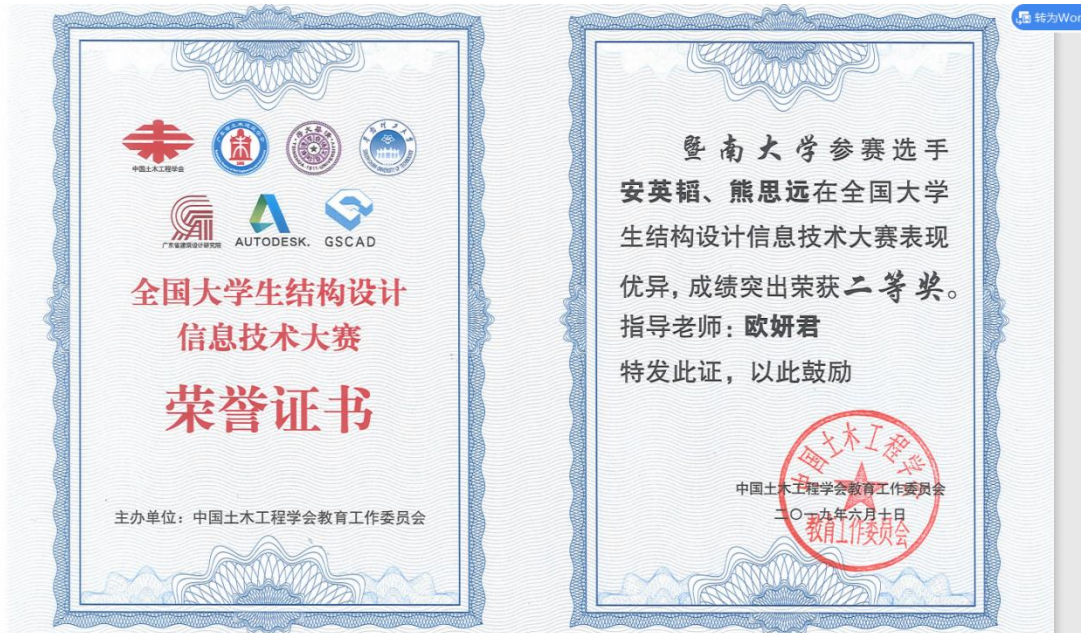 中国土木工程学会
广东省建筑设计研究院
AUTODESK.
GSCAD
全国大学生结构设计
信息技术大赛
荣誉证书
主办单位：中国土木工程学会教育工作委员会
暨南大学参赛选手
安英韬、熊思远在全国大学
生结构设计信息技术大赛表现
优异，成绩突出荣获二等奖。
指导老师：欧妍君
特发此证，以此鼓励
中国土木工程学会
中国土木工程学会教育工作委员会
二〇一九年六月十日
教育工作委员会
转为Wor